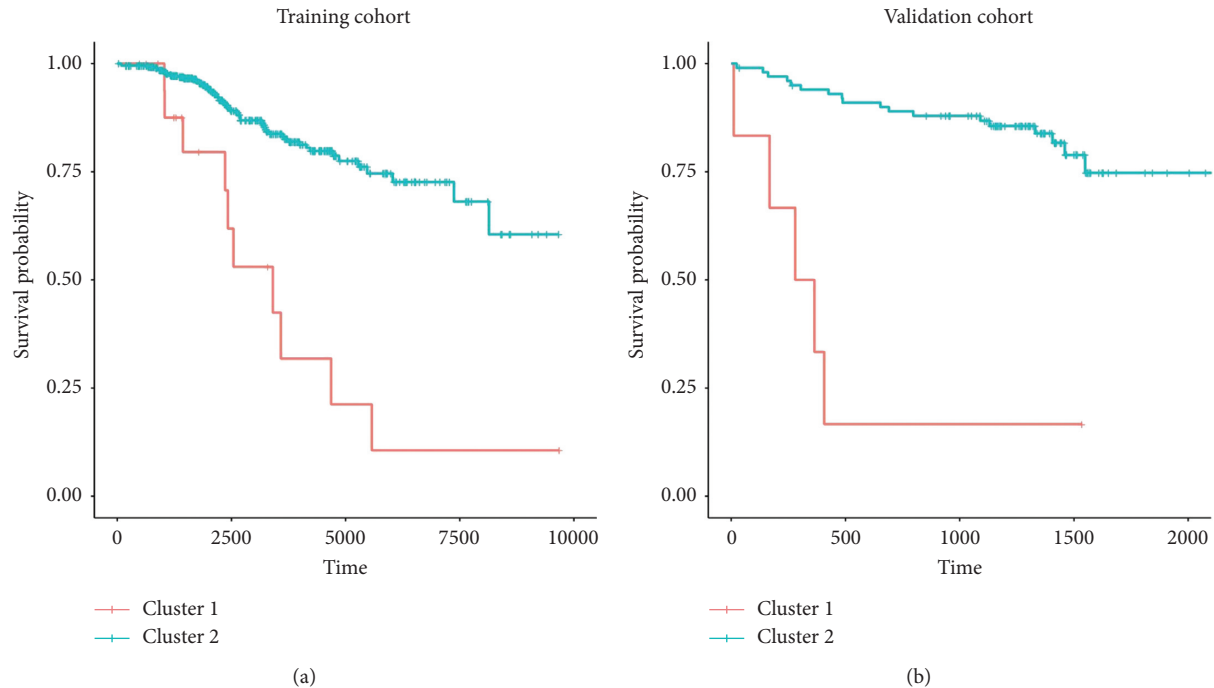 Training cohort
1.00
0.75
0.50
0.25
0.00
Survival probability
0
2500
5000
7500
10000
Time
Cluster 1
Cluster 2
(a)
Validation cohort
1.00
0.75
0.50
0.25
0.00
Survival probability
0
500
1000
1500
2000
Time
Cluster 1
Cluster 2
(b)